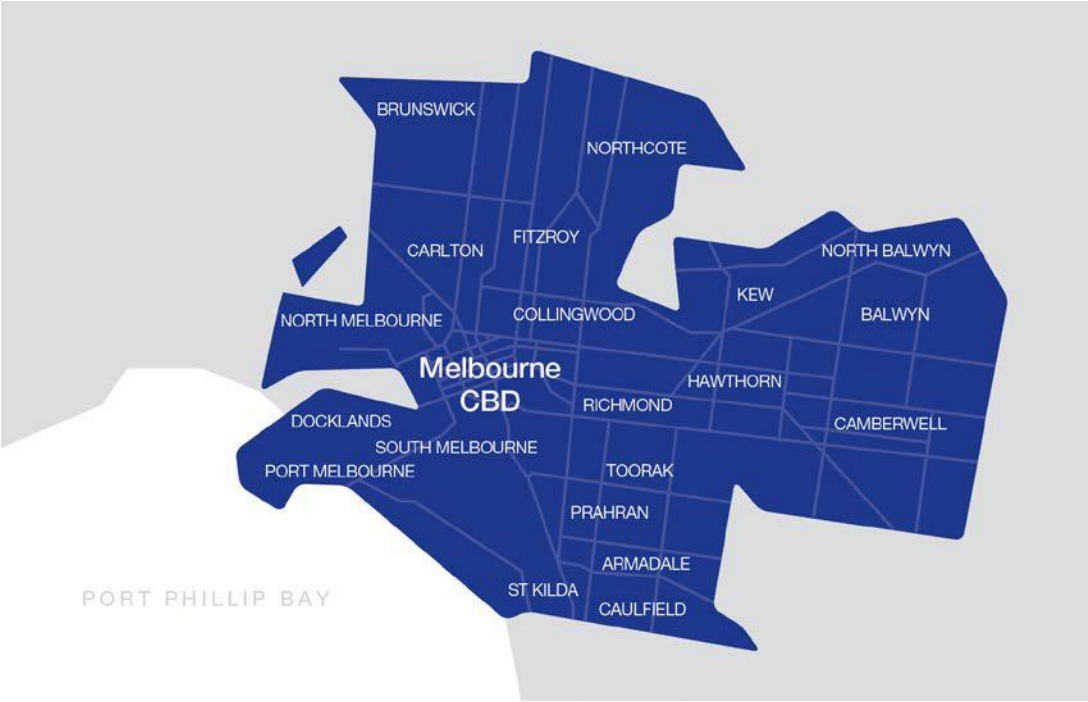 BRUNSWICK
NORTHCOTE
FITZROY
CARLTON
NORTH BALWYN
KEW
COLLINGWOOD
BALWYN
NORTH MELBOURNE
Melbourne
CBD
HAWTHORN
RICHMOND
DOCKLANDS
CAMBERWELL
SOUTH MELBOURNE
PORT MELBOURNE
TOORAK
PRAHRAN
ARMADALE
ST KILDA
CAULFIELD
PORT PHILLIP BAY